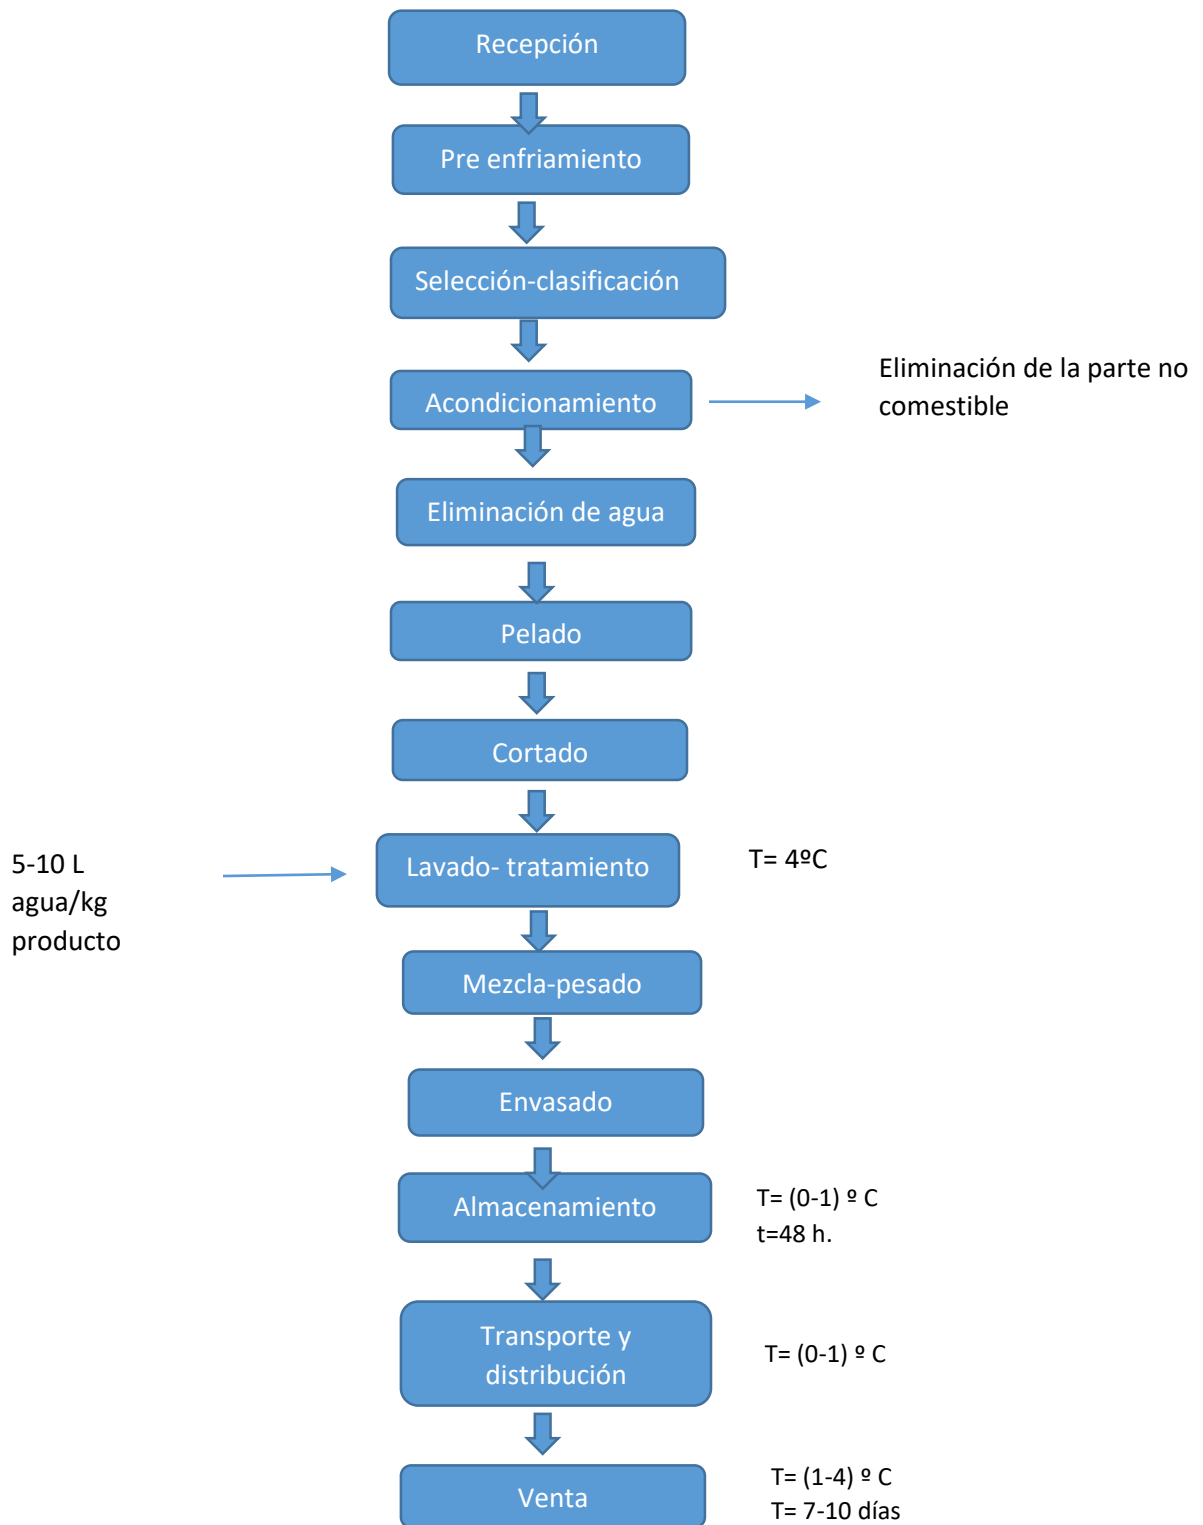 Recepción
Pre enfriamiento
Selección-clasificación
Acondicionamiento
Eliminación de la parte no
comestible
Eliminación de agua
Pelado
Cortado
5-10 L
agua/kg
producto
Lavado- tratamiento
T= 4ºC
Mezcla-pesado
Envasado
Almacenamiento
T= (0-1) º C
t=48 h.
Transporte y
distribución
T= (0-1) º C
Venta
T= (1-4) º C
T= 7-10 días